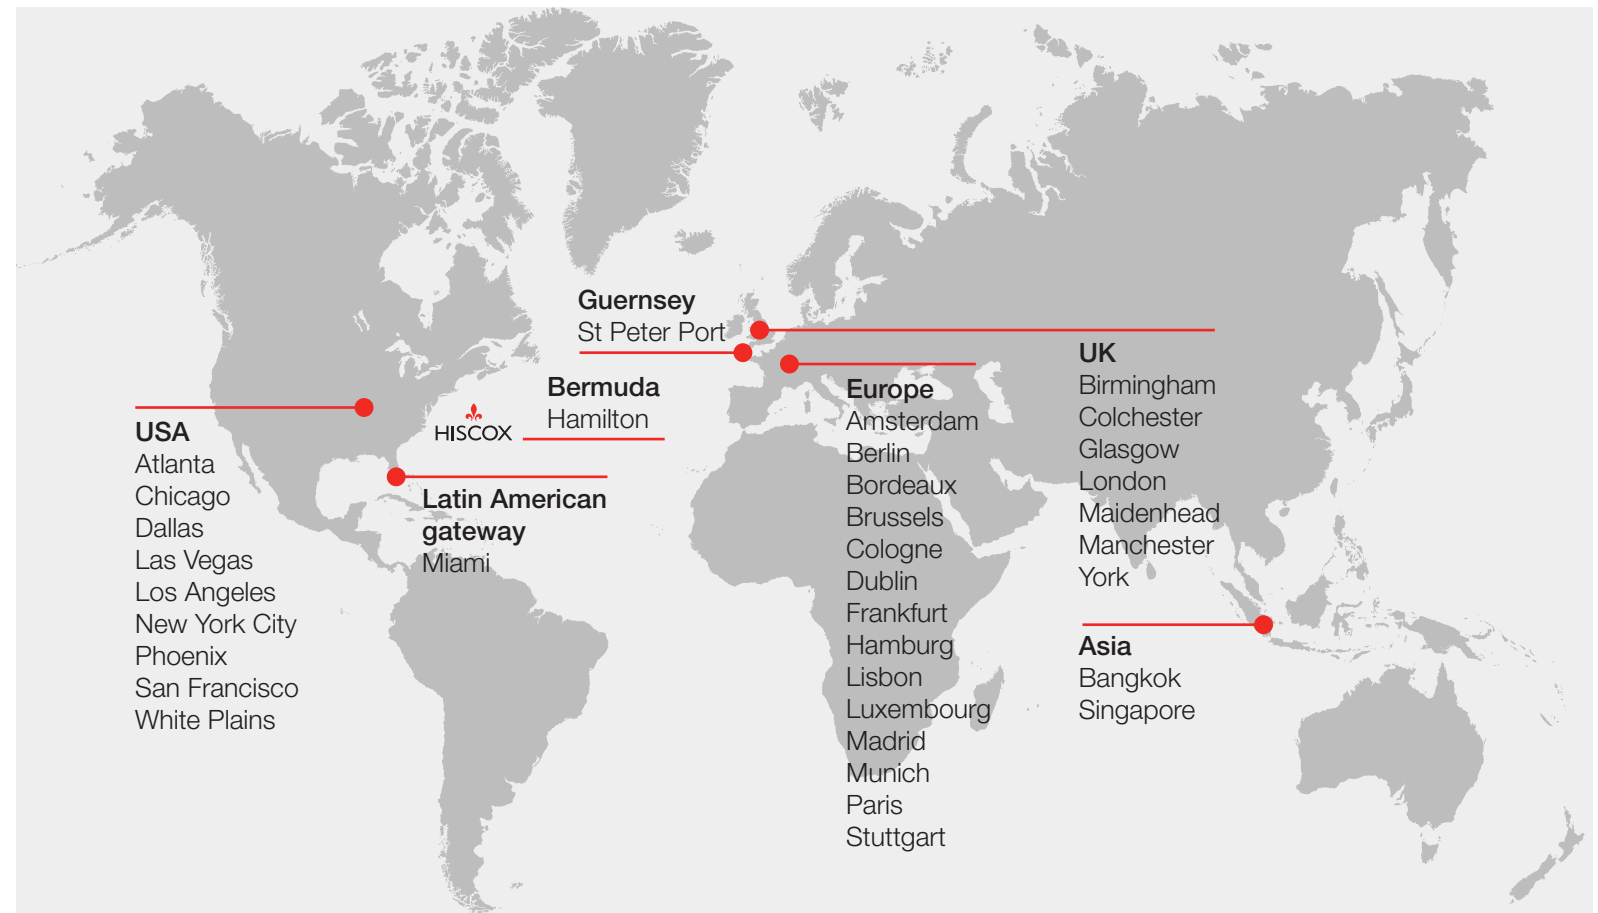 Guernsey
St Peter Port
Bermuda
Hamilton
HISCOX
USA
Atlanta
Chicago
Dallas
Las Vegas
Los Angeles
New York City
Phoenix
San Francisco
White Plains
Latin American
gateway
Miami
Europe
Amsterdam
Berlin
Bordeaux
Brussels
Cologne
Dublin
Frankfurt
Hamburg
Lisbon
Luxembourg
Madrid
Munich
Paris
Stuttgart
UK
Birmingham
Colchester
Glasgow
London
Maidenhead
Manchester
York
Asia
Bangkok
Singapore